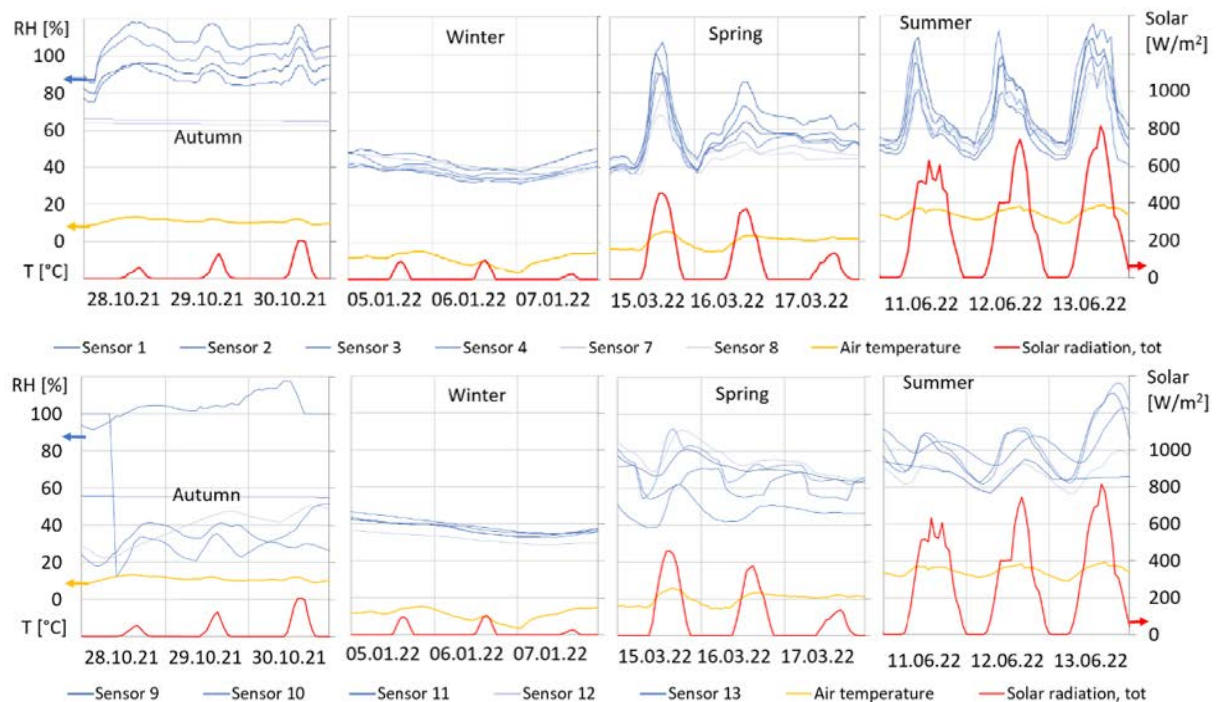 RH [%]
100
80
60
40
20
0
T [°C]
Autumn
28.10.21 29.10.21 30.10.21
Winter
05.01.22 06.01.22 07.01.22
Spring
15.03.22 16.03.22 17.03.22
Summer
11.06.22 12.06.22 13.06.22
Solar
[W/m²]
1000
800
600
400
200
0
Sensor 1 Sensor 2 Sensor 3 Sensor 4 Sensor 7 Sensor 8 Air temperature Solar radiation, tot
RH [%]
100
80
60
40
20
0
T [°C]
Autumn
28.10.21 29.10.21 30.10.21
Winter
05.01.22 06.01.22 07.01.22
Spring
15.03.22 16.03.22 17.03.22
Summer
11.06.22 12.06.22 13.06.22
Solar
[W/m²]
1000
800
600
400
200
0
Sensor 9 Sensor 10 Sensor 11 Sensor 12 Sensor 13 Air temperature Solar radiation, tot